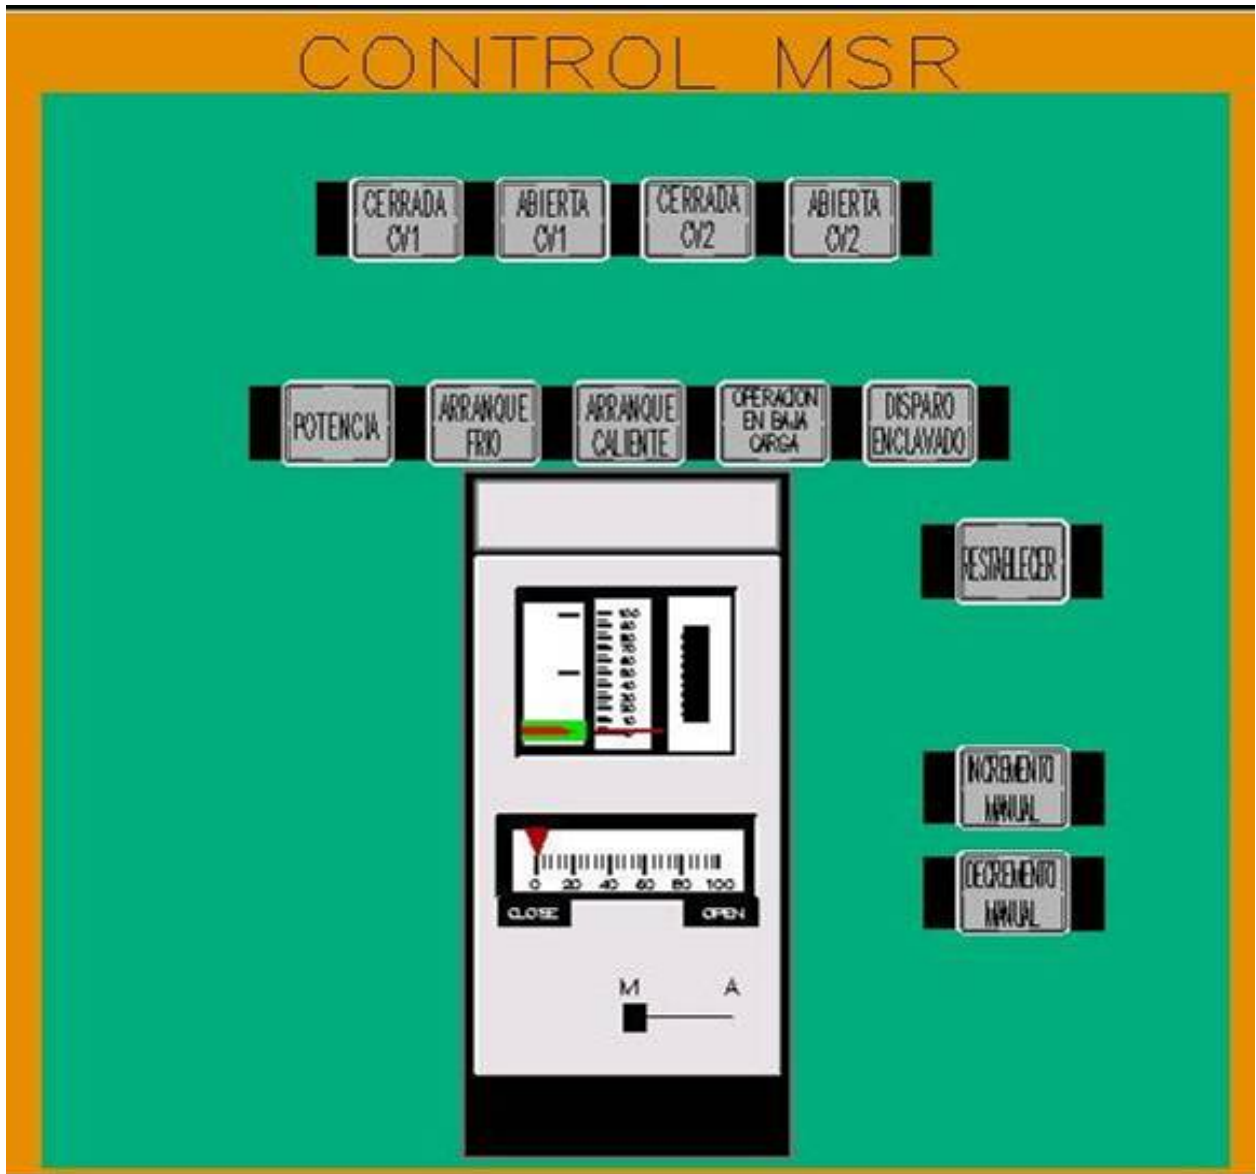 CONTROL MSR
CERRADA
CV1
ABIERTA
CV1
CERRADA
CV2
ABIERTA
CV2
POTENCIA
ARRANQUE
FRIO
ARRANQUE
CALIENTE
OPERACION
EN BAJA
CARGA
DISPARO
ENCLAVADO
RESTABLECER
100
INCREMENTO
MANUAL
0 20 40 60 80 100
CLOSE OPEN
DECREMENTO
MANUAL
M A